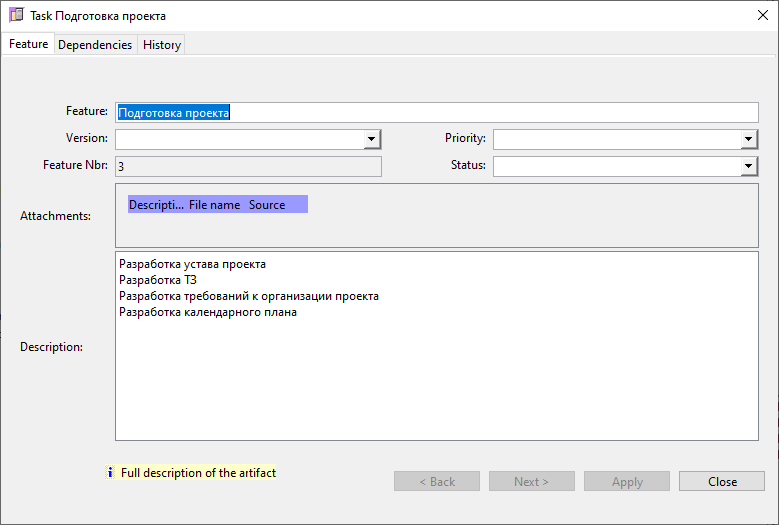 Task Подготовка проекта
Feature Dependencies History
Feature: Подготовка проекта
Version: Priority:
Feature Nbr: 3 Status:
Attachments: Descripti... File name Source
Разработка устава проекта
Разработка ТЗ
Разработка требований к организации проекта
Разработка календарного плана
Description:
Full description of the artifact
< Back Next > Apply Close